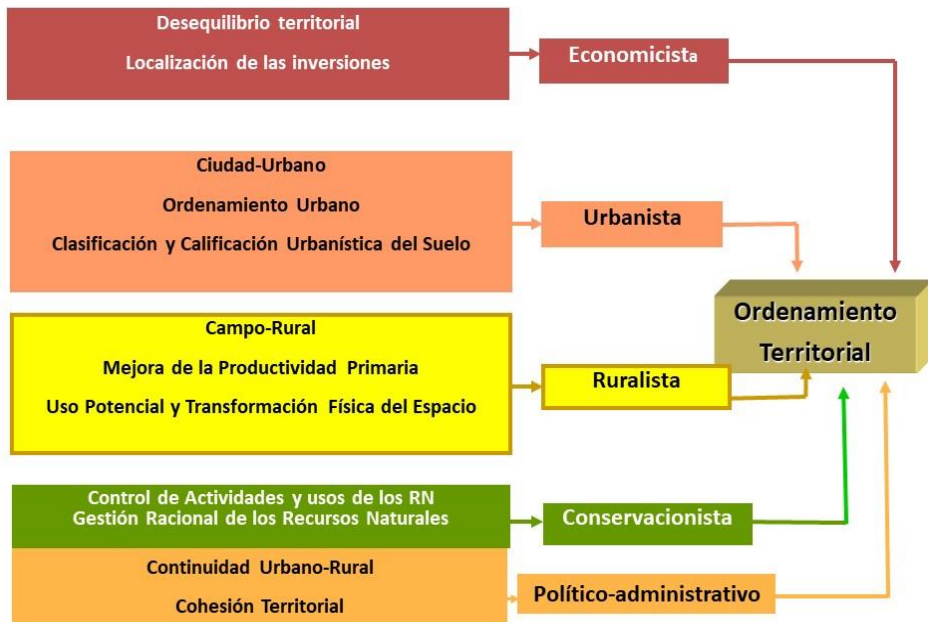 Desequilibrio territorial
Localización de las inversiones
Economicista
Ciudad-Urbano
Ordenamiento Urbano
Clasificación y Calificación Urbanística del Suelo
Urbanista
Ordenamiento
Territorial
Campo-Rural
Mejora de la Productividad Primaria
Uso Potencial y Transformación Física del Espacio
Ruralista
Control de Actividades y usos de los RN
Gestión Racional de los Recursos Naturales
Conservacionista
Continuidad Urbano-Rural
Cohesión Territorial
Político-administrativo